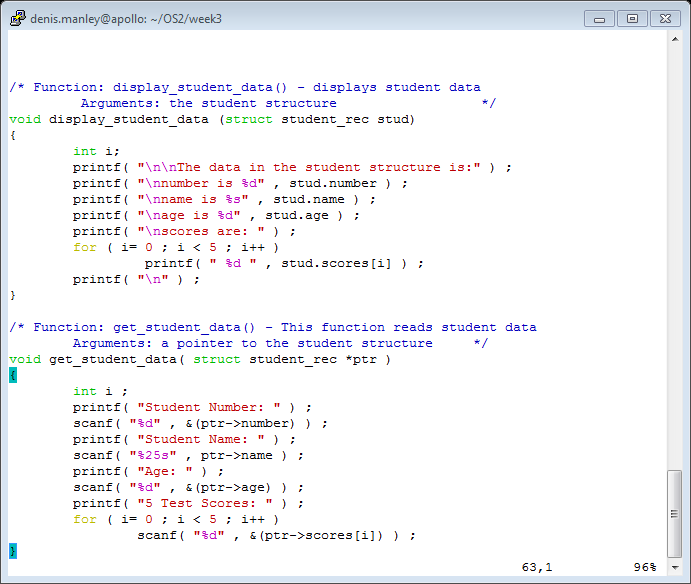 denis.manley@apollo: ~/OS2/week3
/* Function: display_student_data() - displays student data
         Arguments: the student structure                  */
void display_student_data (struct student_rec stud)
{
        int i;
        printf( "\n\nThe data in the student structure is:" ) ;
        printf( "\nnumber is %d" , stud.number ) ;
        printf( "\nname is %s" , stud.name ) ;
        printf( "\nage is %d" , stud.age ) ;
        printf( "\nscores are: " ) ;
        for ( i= 0 ; i < 5 ; i++ )
                 printf( " %d " , stud.scores[i] ) ;
        printf( "\n" ) ;
}
/* Function: get_student_data() - This function reads student data
        Arguments: a pointer to the student structure     */
void get_student_data( struct student_rec *ptr )
{
        int i ;
        printf( "Student Number: " ) ;
        scanf( "%d" , &(ptr->number) ) ;
        printf( "Student Name: " ) ;
        scanf( "%25s" , ptr->name ) ;
        printf( "Age: " ) ;
        scanf( "%d" , &(ptr->age) ) ;
        printf( "5 Test Scores: " ) ;
        for ( i= 0 ; i < 5 ; i++ )
                scanf( "%d" , &(ptr->scores[i]) ) ;
}
63,1          96%